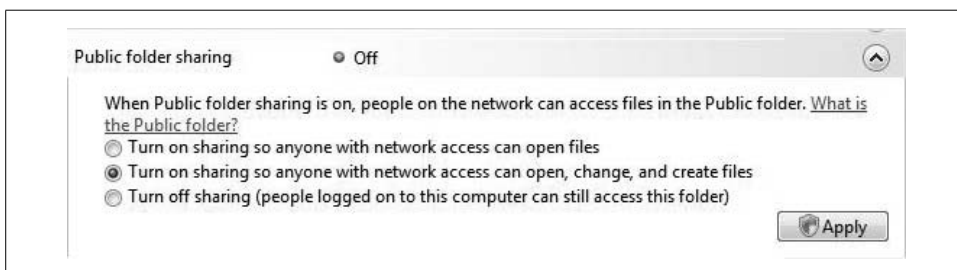 Public folder sharing Off
When Public folder sharing is on, people on the network can access files in the Public folder. What is
the Public folder?
Turn on sharing so anyone with network access can open files
Turn on sharing so anyone with network access can open, change, and create files
Turn off sharing (people logged on to this computer can still access this folder)
Apply